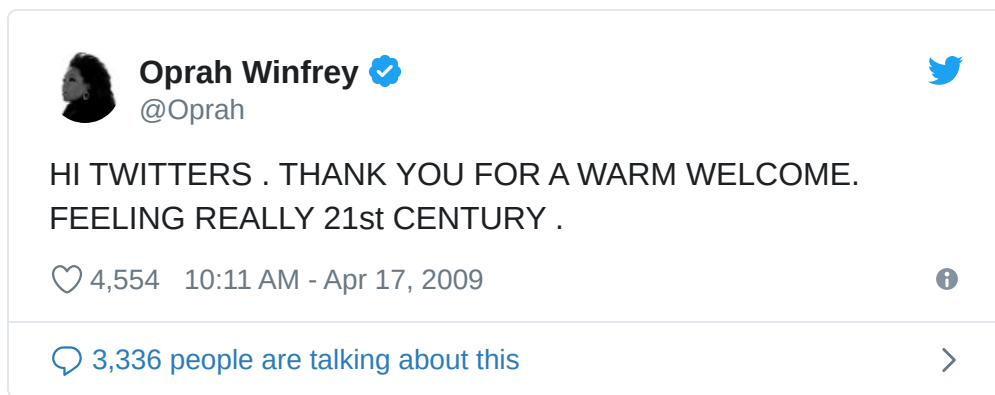 Oprah Winfrey
@Oprah
HI TWITTERS . THANK YOU FOR A WARM WELCOME.
FEELING REALLY 21st CENTURY .
4,554 10:11 AM - Apr 17, 2009
3,336 people are talking about this